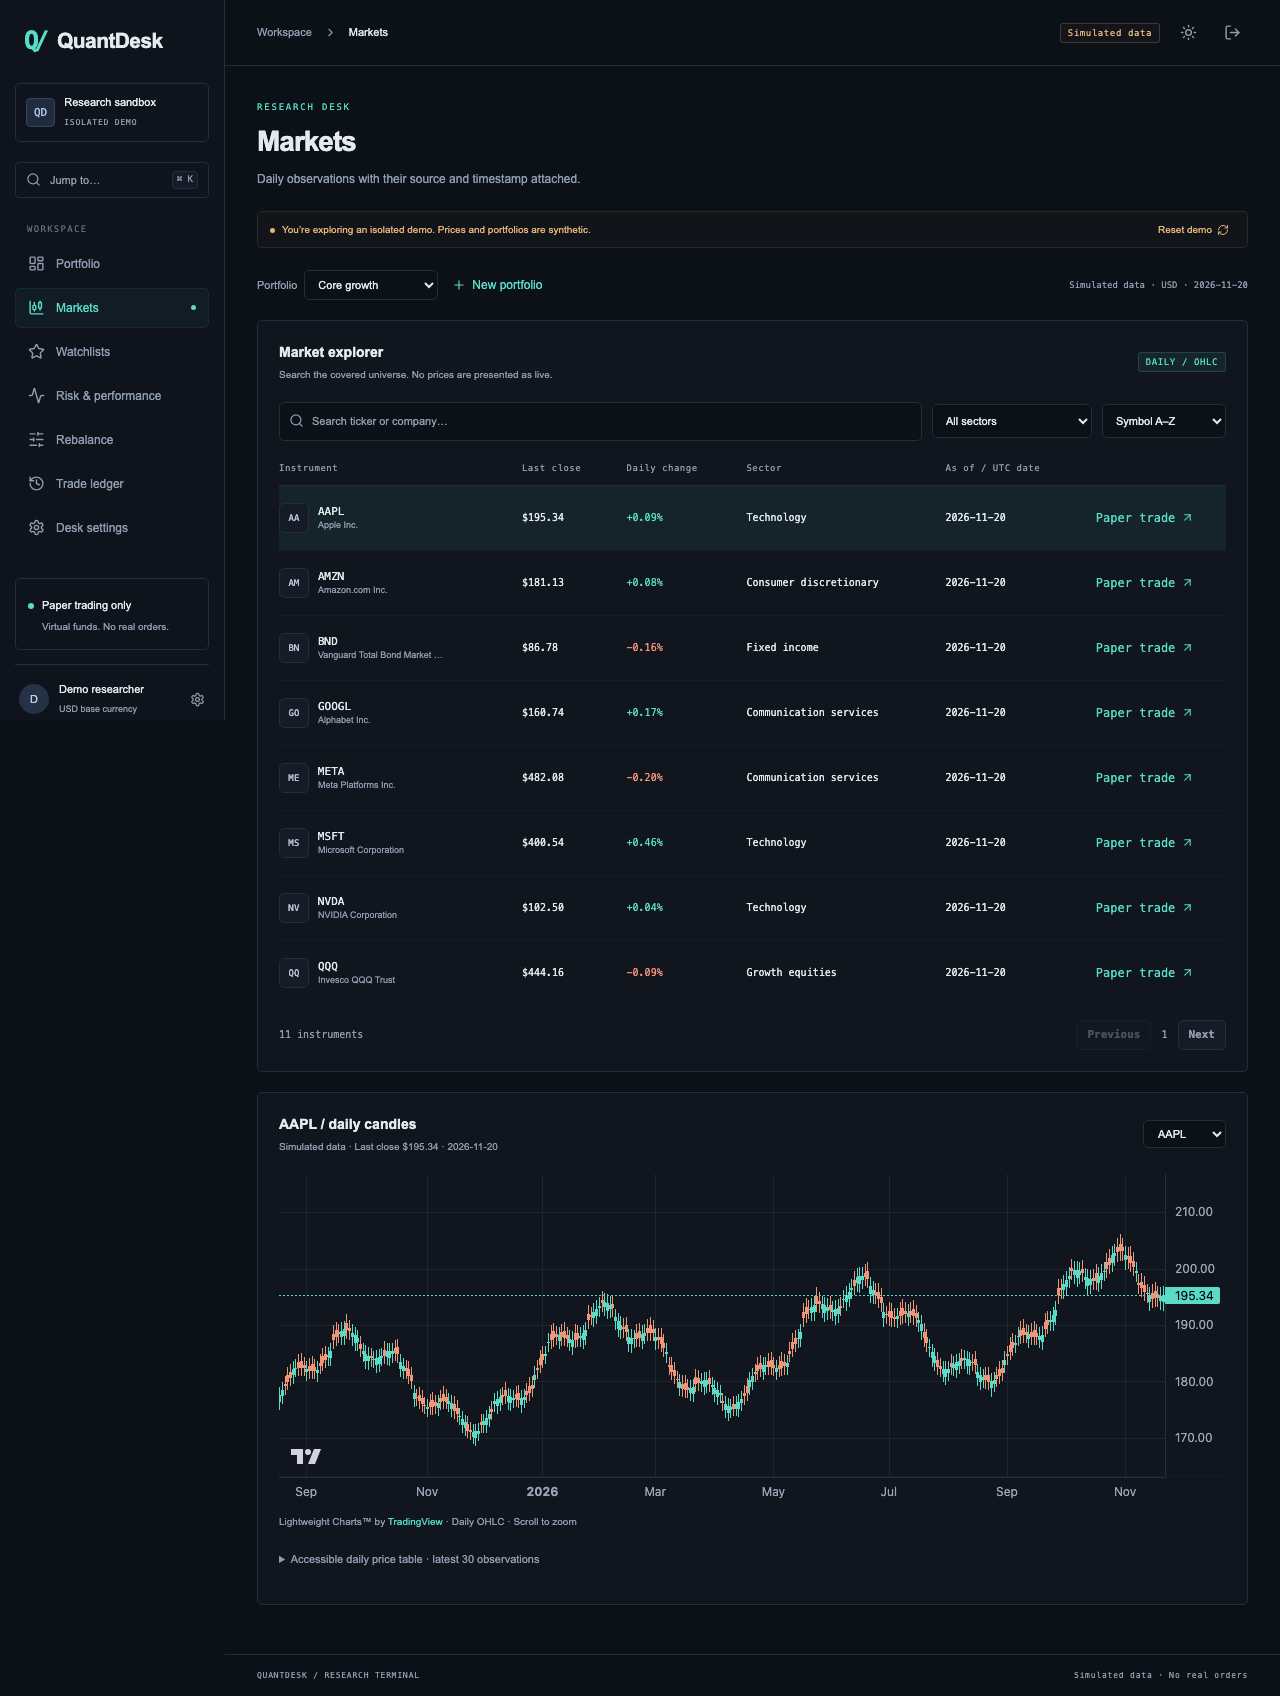 QuantDesk
QD
Research sandbox
ISOLATED DEMO
Jump to…
⌘ K
WORKSPACE
Portfolio
Markets
Watchlists
Risk & performance
Rebalance
Trade ledger
Desk settings
Paper trading only
Virtual funds. No real orders.
D
Demo researcher
USD base currency
Workspace > Markets
Simulated data
RESEARCH DESK
Markets
Daily observations with their source and timestamp attached.
You're exploring an isolated demo. Prices and portfolios are synthetic.
Reset demo
Portfolio
Core growth
+ New portfolio
Simulated data · USD · 2026-11-20
Market explorer
Search the covered universe. No prices are presented as live.
DAILY / OHLC
Search ticker or company…
All sectors
Symbol A–Z
Instrument Last close Daily change Sector As of / UTC date
AA AAPL $195.34 +0.09% Technology 2026-11-20 Paper trade ↗
Apple Inc.
AM AMZN $181.13 +0.08% Consumer discretionary 2026-11-20 Paper trade ↗
Amazon.com Inc.
BN BND $86.78 −0.16% Fixed income 2026-11-20 Paper trade ↗
Vanguard Total Bond Market …
GO GOOGL $160.74 +0.17% Communication services 2026-11-20 Paper trade ↗
Alphabet Inc.
ME META $482.08 −0.20% Communication services 2026-11-20 Paper trade ↗
Meta Platforms Inc.
MS MSFT $400.54 +0.46% Technology 2026-11-20 Paper trade ↗
Microsoft Corporation
NV NVDA $102.50 +0.04% Technology 2026-11-20 Paper trade ↗
NVIDIA Corporation
QQ QQQ $444.16 −0.09% Growth equities 2026-11-20 Paper trade ↗
Invesco QQQ Trust
11 instruments
Previous 1 Next
AAPL / daily candles
Simulated data · Last close $195.34 · 2026-11-20
AAPL
210.00
200.00
195.34
190.00
180.00
170.00
Sep Nov 2026 Mar May Jul Sep Nov
Lightweight Charts™ by TradingView · Daily OHLC · Scroll to zoom
▶ Accessible daily price table · latest 30 observations
QUANTDESK / RESEARCH TERMINAL
Simulated data · No real orders